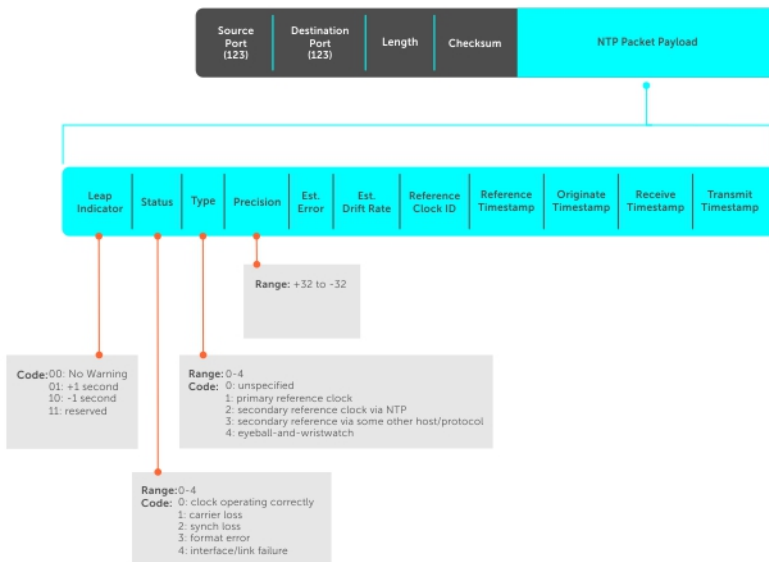 Source Port (123)
Destination Port (123)
Length
Checksum
NTP Packet Payload
Leap Indicator
Status
Type
Precision
Est. Error
Est. Drift Rate
Reference Clock ID
Reference Timestamp
Originate Timestamp
Receive Timestamp
Transmit Timestamp
Range: +32 to -32
Code: 00: No Warning
01: +1 second
10: -1 second
11: reserved
Range: 0-4
Code: 0: unspecified
1: primary reference clock
2: secondary reference clock via NTP
3: secondary reference via some other host/protocol
4: eyeball-and-wristwatch
Range: 0-4
Code: 0: clock operating correctly
1: carrier loss
2: synch loss
3: format error
4: interface/link failure